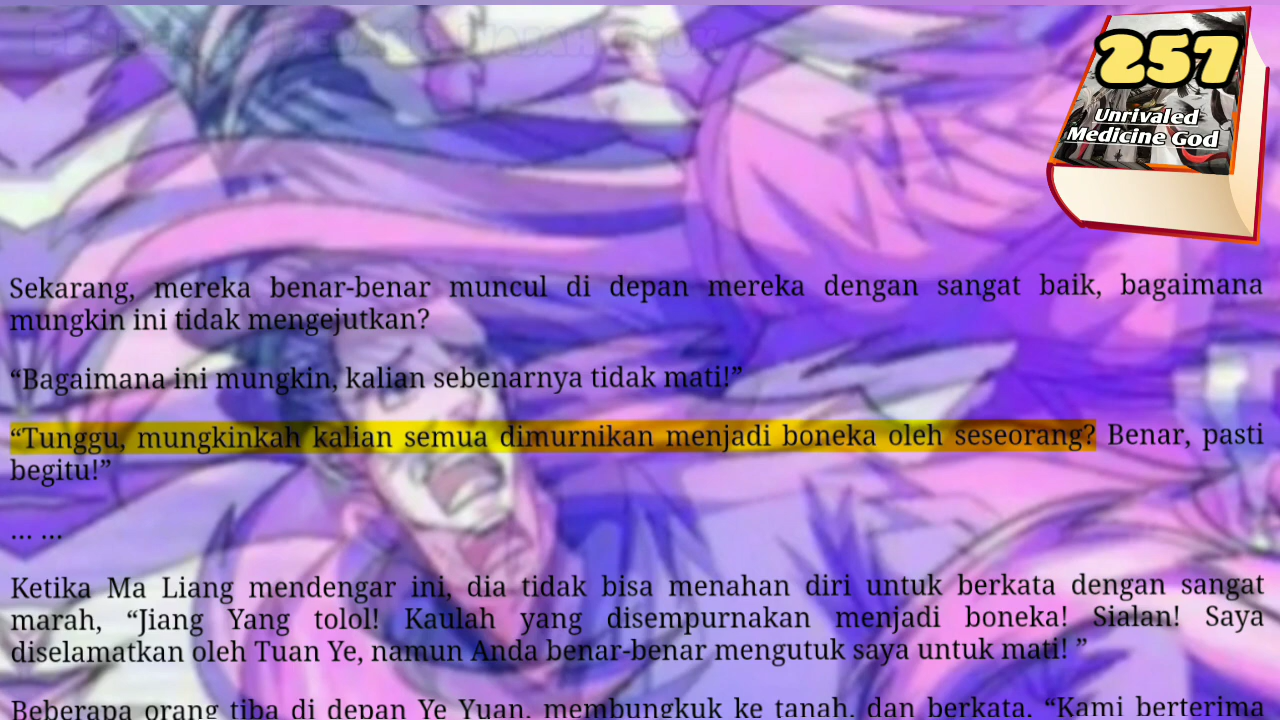 257
Unrivaled
Medicine God
Sekarang, mereka benar-benar muncul di depan mereka dengan sangat baik, bagaimana
mungkin ini tidak mengejutkan?
“Bagaimana ini mungkin, kalian sebenarnya tidak mati!”
“Tunggu, mungkinkah kalian semua dimurnikan menjadi boneka oleh seseorang? Benar, pasti
begitu!”
... ...
Ketika Ma Liang mendengar ini, dia tidak bisa menahan diri untuk berkata dengan sangat
marah, “Jiang Yang tolol! Kaulah yang disempurnakan menjadi boneka! Sialan! Saya
diselamatkan oleh Tuan Ye, namun Anda benar-benar mengutuk saya untuk mati! ”
Beberapa orang tiba di depan Ye Yuan, membungkuk ke tanah, dan berkata, “Kami berterima